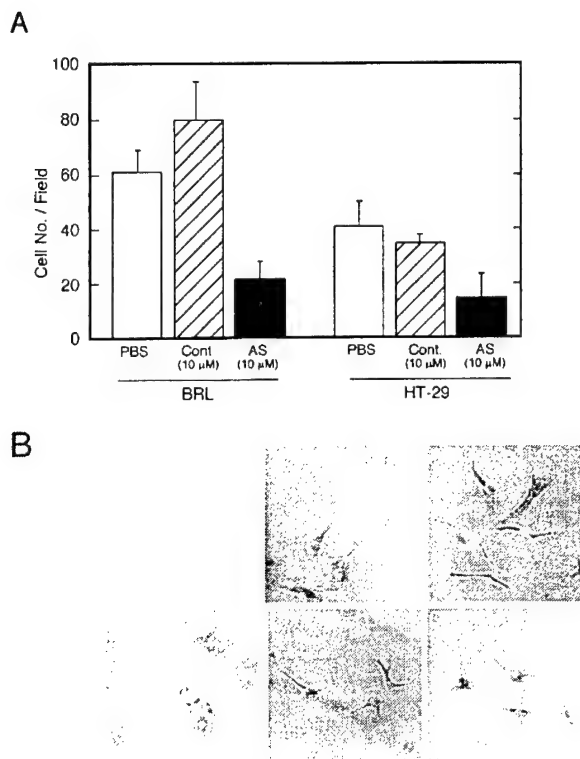 A
100
80
60
40
20
0
Cell No. / Field
PBS Cont AS PBS Cont. AS
(10 µM) (10 µM) (10 µM) (10 µM)
BRL HT-29
B